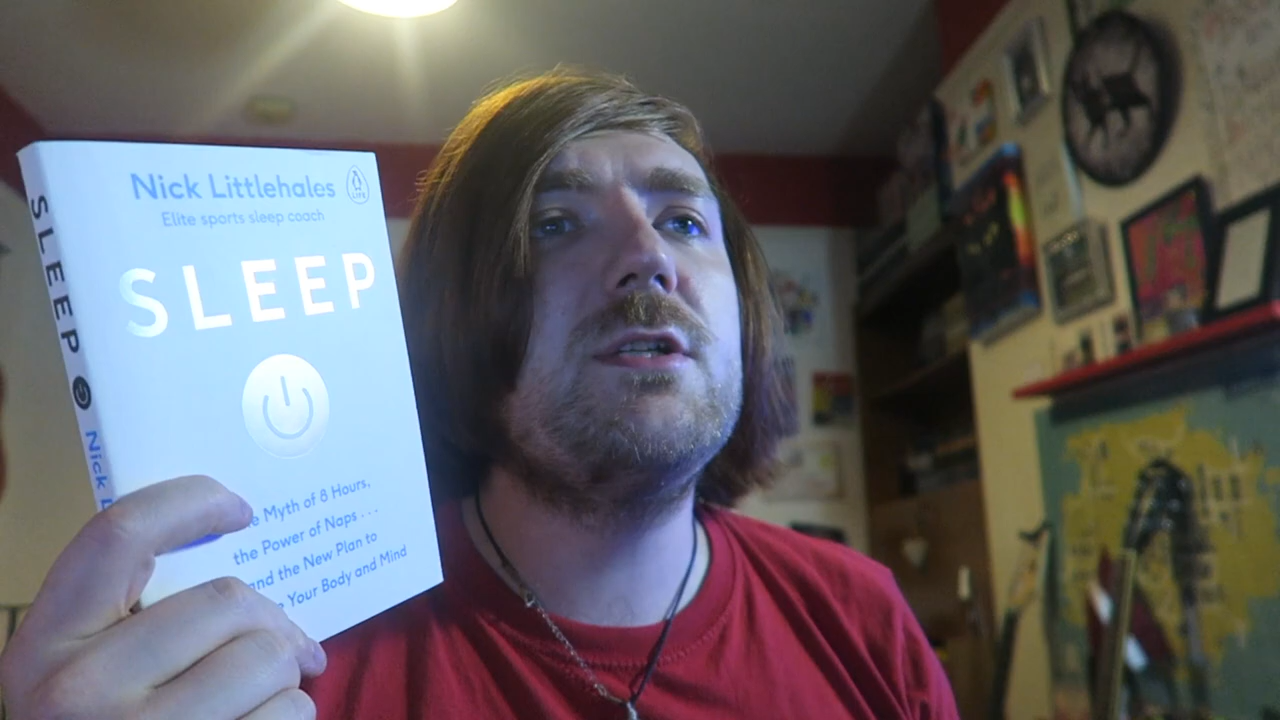 Nick Littlehales
Elite sports sleep coach
LIFE
SLEEP
Myth of 8 Hours,
the Power of Naps . . .
and the New Plan to
Your Body and Mind
SLEEP
Nick